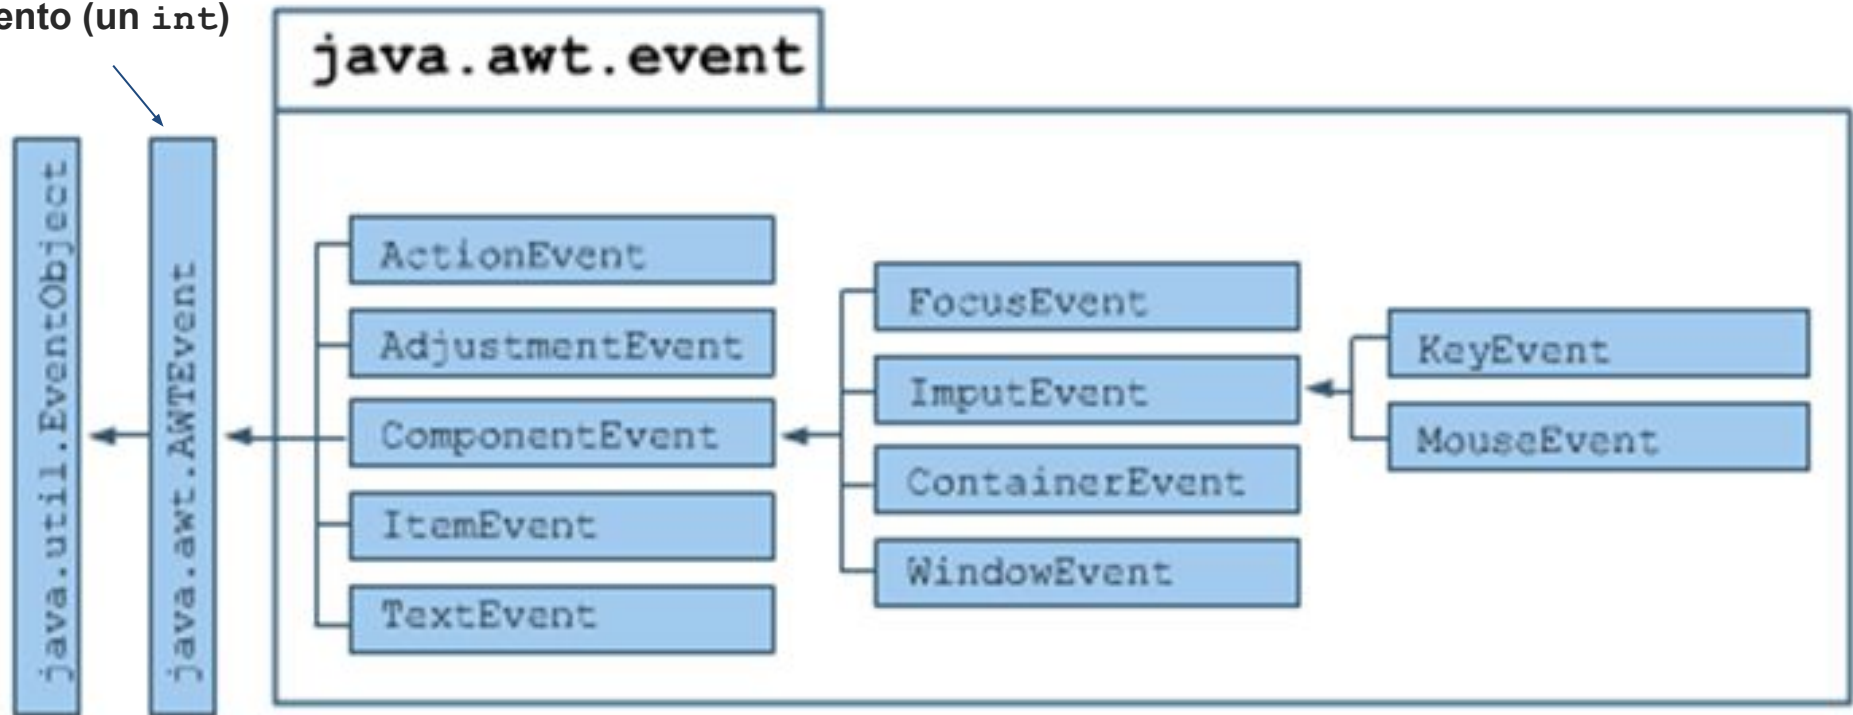 ento (un int)
java.awt.event
java.util.EventObject
java.awt.AWTEvent
ActionEvent
AdjustmentEvent
ComponentEvent
ItemEvent
TextEvent
FocusEvent
ImputEvent
ContainerEvent
WindowEvent
KeyEvent
MouseEvent